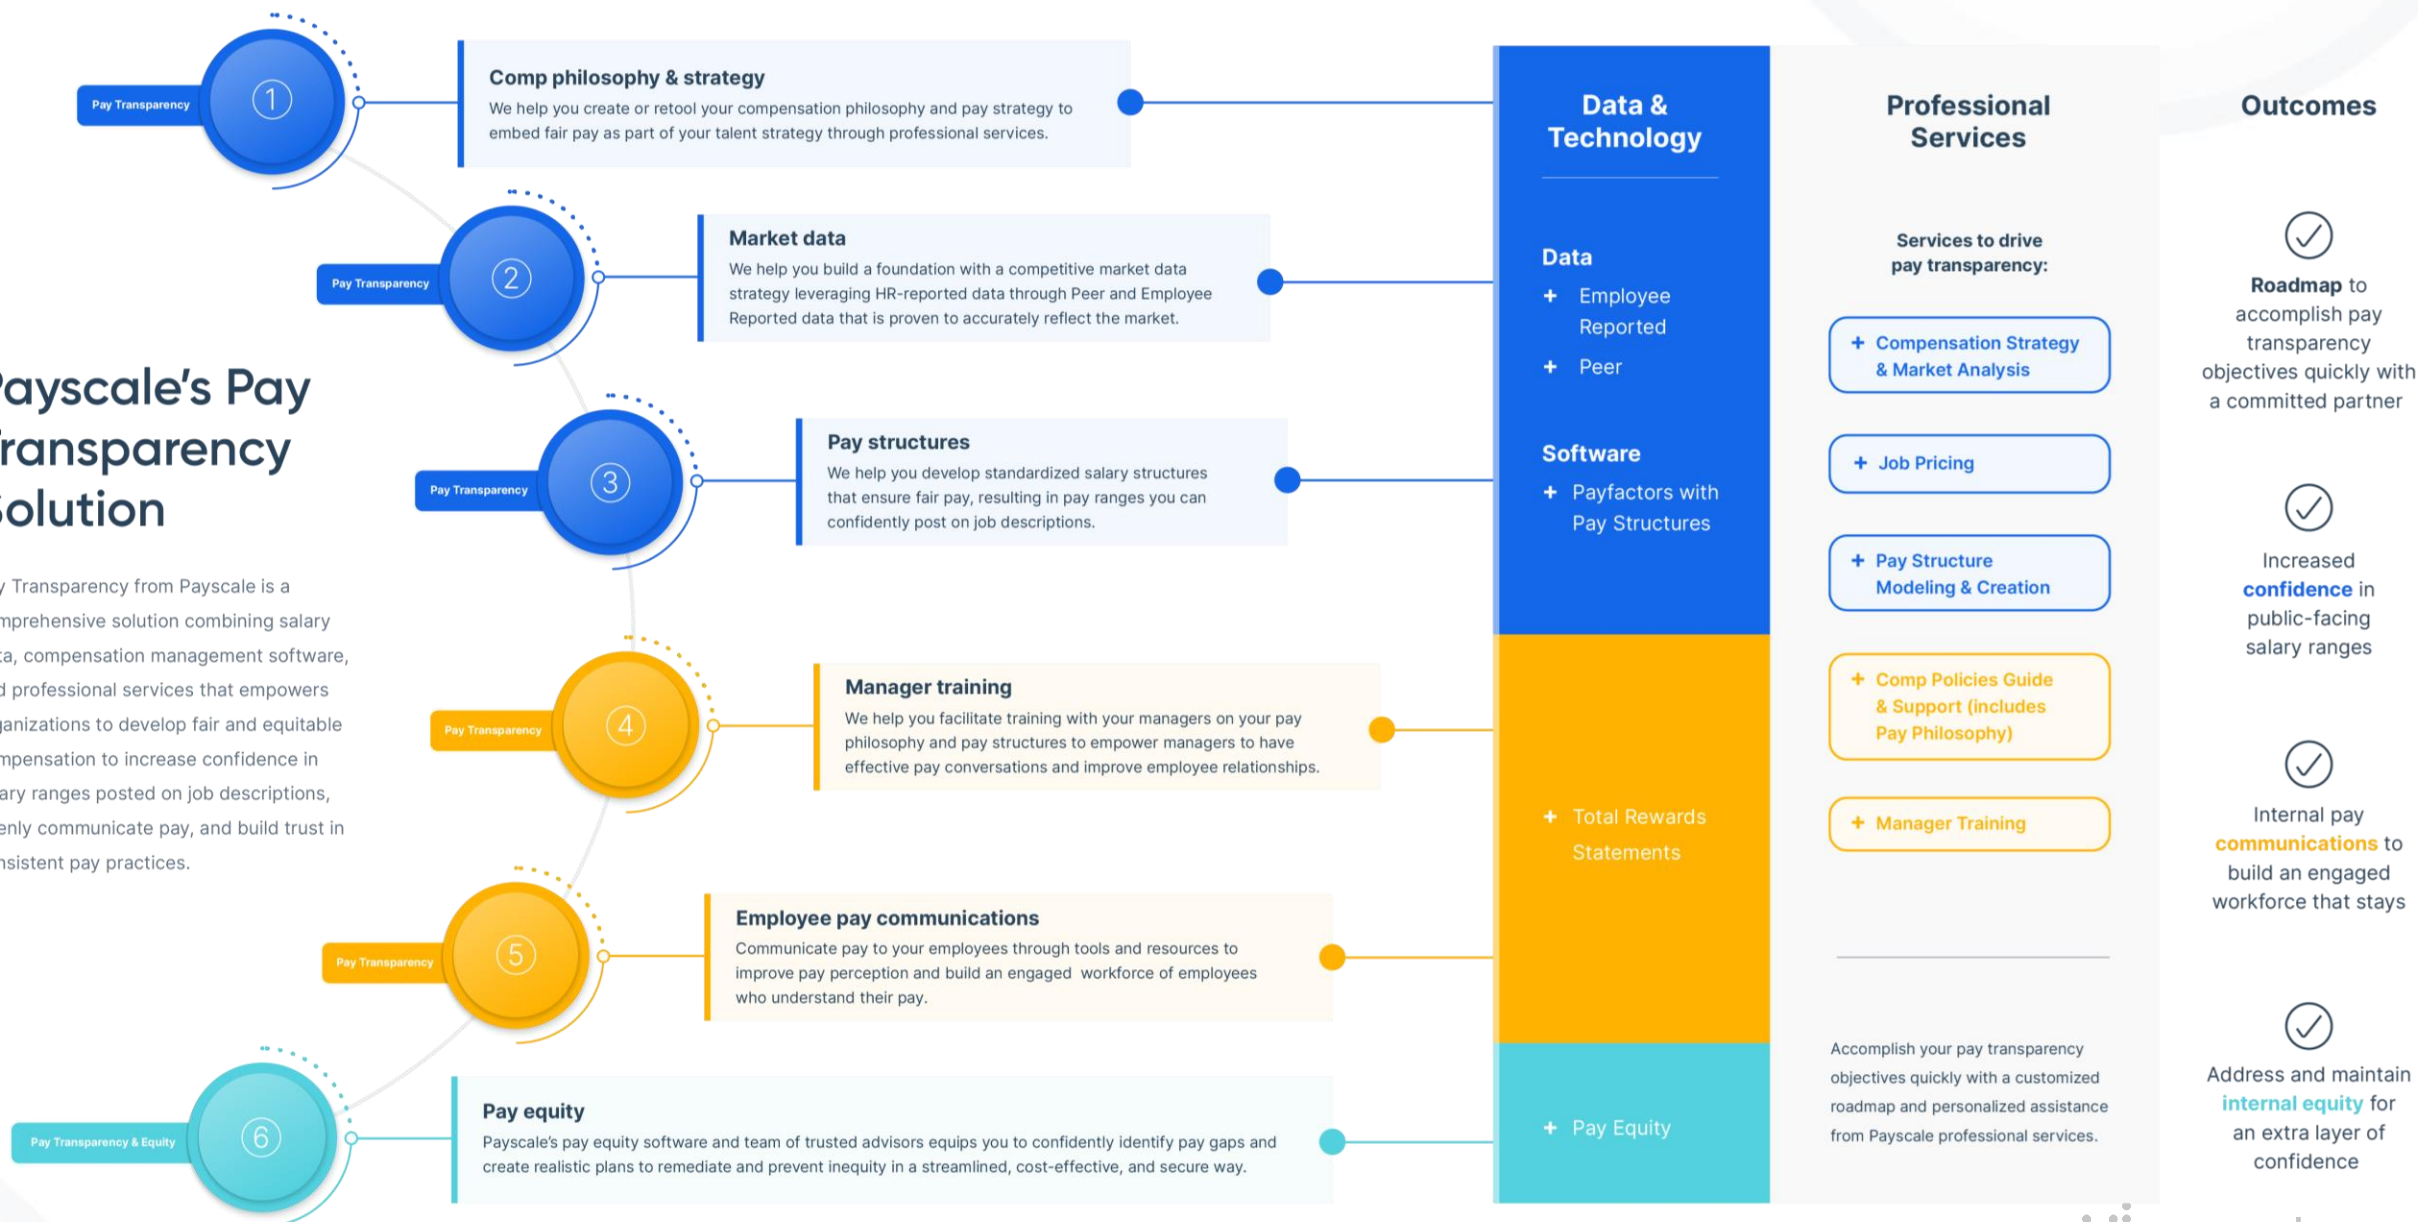 Payscale's Pay
Transparency
Solution
Pay Transparency from Payscale is a
comprehensive solution combining salary
data, compensation management software,
and professional services that empowers
organizations to develop fair and equitable
compensation to increase confidence in
salary ranges posted on job descriptions,
openly communicate pay, and build trust in
consistent pay practices.
Pay Transparency
1
Comp philosophy & strategy
We help you create or retool your compensation philosophy and pay strategy to
embed fair pay as part of your talent strategy through professional services.
Pay Transparency
2
Market data
We help you build a foundation with a competitive market data
strategy leveraging HR-reported data through Peer and Employee
Reported data that is proven to accurately reflect the market.
Pay Transparency
3
Pay structures
We help you develop standardized salary structures
that ensure fair pay, resulting in pay ranges you can
confidently post on job descriptions.
Pay Transparency
4
Manager training
We help you facilitate training with your managers on your pay
philosophy and pay structures to empower managers to have
effective pay conversations and improve employee relationships.
Pay Transparency
5
Employee pay communications
Communicate pay to your employees through tools and resources to
improve pay perception and build an engaged workforce of employees
who understand their pay.
Pay Transparency & Equity
6
Pay equity
Payscale's pay equity software and team of trusted advisors equips you to confidently identify pay gaps and
create realistic plans to remediate and prevent inequity in a streamlined, cost-effective, and secure way.
Data &
Technology
Data
+ Employee
Reported
+ Peer
Software
+ Payfactors with
Pay Structures
+ Total Rewards
Statements
+ Pay Equity
Professional
Services
Services to drive
pay transparency:
+ Compensation Strategy
& Market Analysis
+ Job Pricing
+ Pay Structure
Modeling & Creation
+ Comp Policies Guide
& Support (includes
Pay Philosophy)
+ Manager Training
Accomplish your pay transparency
objectives quickly with a customized
roadmap and personalized assistance
from Payscale professional services.
Outcomes
Roadmap to
accomplish pay
transparency
objectives quickly with
a committed partner
Increased
confidence in
public-facing
salary ranges
Internal pay
communications to
build an engaged
workforce that stays
Address and maintain
internal equity for
an extra layer of
confidence